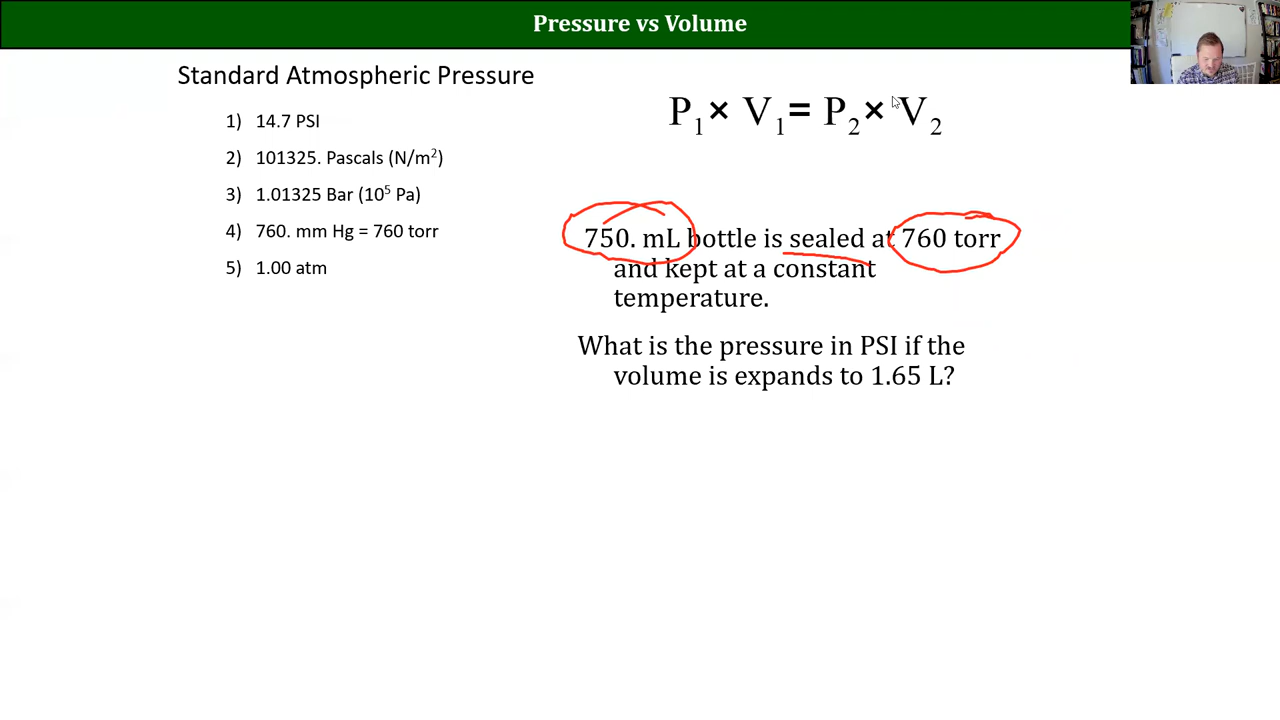 Pressure vs Volume
Standard Atmospheric Pressure
1) 14.7 PSI
2) 101325. Pascals (N/m²)
3) 1.01325 Bar (10⁵ Pa)
4) 760. mm Hg = 760 torr
5) 1.00 atm
P₁× V₁= P₂× V₂
750. mL bottle is sealed at 760 torr
and kept at a constant
temperature.
What is the pressure in PSI if the
volume is expands to 1.65 L?